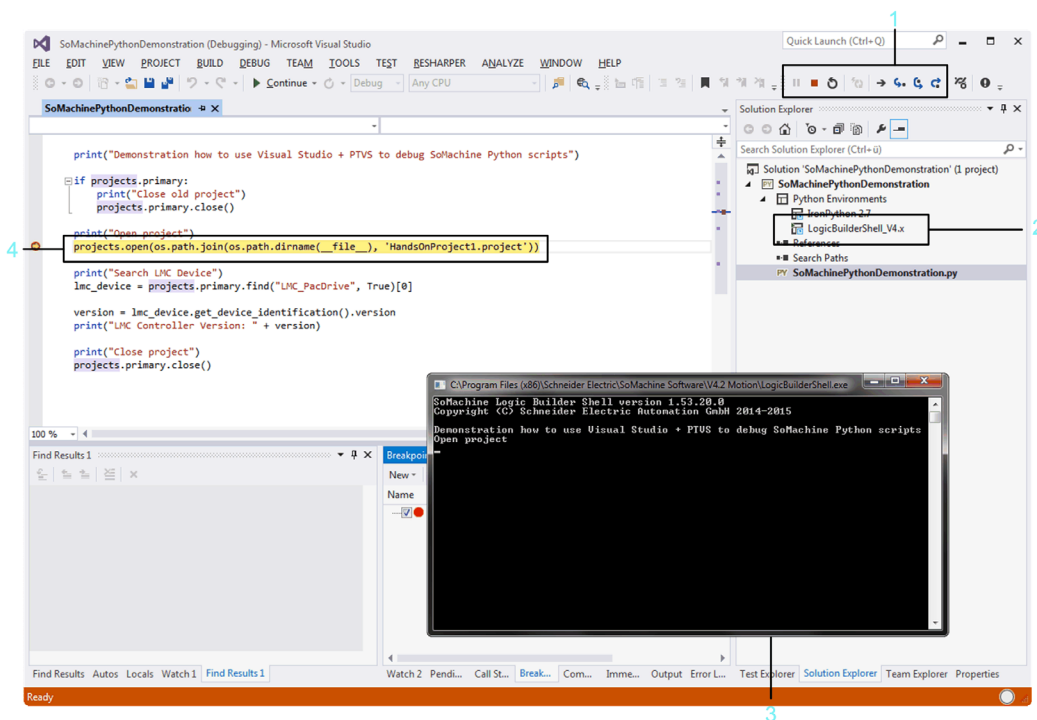 1
SoMachinePythonDemonstration (Debugging) - Microsoft Visual Studio
Quick Launch (Ctrl+Q)
FILE EDIT VIEW PROJECT BUILD DEBUG TEAM TOOLS TEST RESHARPER ANALYZE WINDOW HELP
Continue Debug Any CPU
SoMachinePythonDemonstratio
Solution Explorer
Search Solution Explorer (Ctrl+ü)
print("Demonstration how to use Visual Studio + PTVS to debug SoMachine Python scripts")
if projects.primary:
print("Close old project")
projects.primary.close()
print("Open project")
projects.open(os.path.join(os.path.dirname(__file__), 'HandsOnProject1.project'))
print("Search LMC Device")
lmc_device = projects.primary.find("LMC_PacDrive", True)[0]
version = lmc_device.get_device_identification().version
print("LMC Controller Version: " + version)
print("Close project")
projects.primary.close()
Solution 'SoMachinePythonDemonstration' (1 project)
PY SoMachinePythonDemonstration
Python Environments
IronPython 2.7
LogicBuilderShell_V4.x
References
Search Paths
PY SoMachinePythonDemonstration.py
2
4
100 %
C:\Program Files (x86)\Schneider Electric\SoMachine Software\V4.2 Motion\LogicBuilderShell.exe
SoMachine Logic Builder Shell version 1.53.20.0
Copyright (C) Schneider Electric Automation GmbH 2014-2015
Demonstration how to use Visual Studio + PTVS to debug SoMachine Python scripts
Open project
Find Results 1
Breakpoi
New
Name
Find Results Autos Locals Watch 1 Find Results 1
Watch 2 Pendi... Call St... Break... Com... Imme... Output Error L...
Test Explorer Solution Explorer Team Explorer Properties
Ready
3